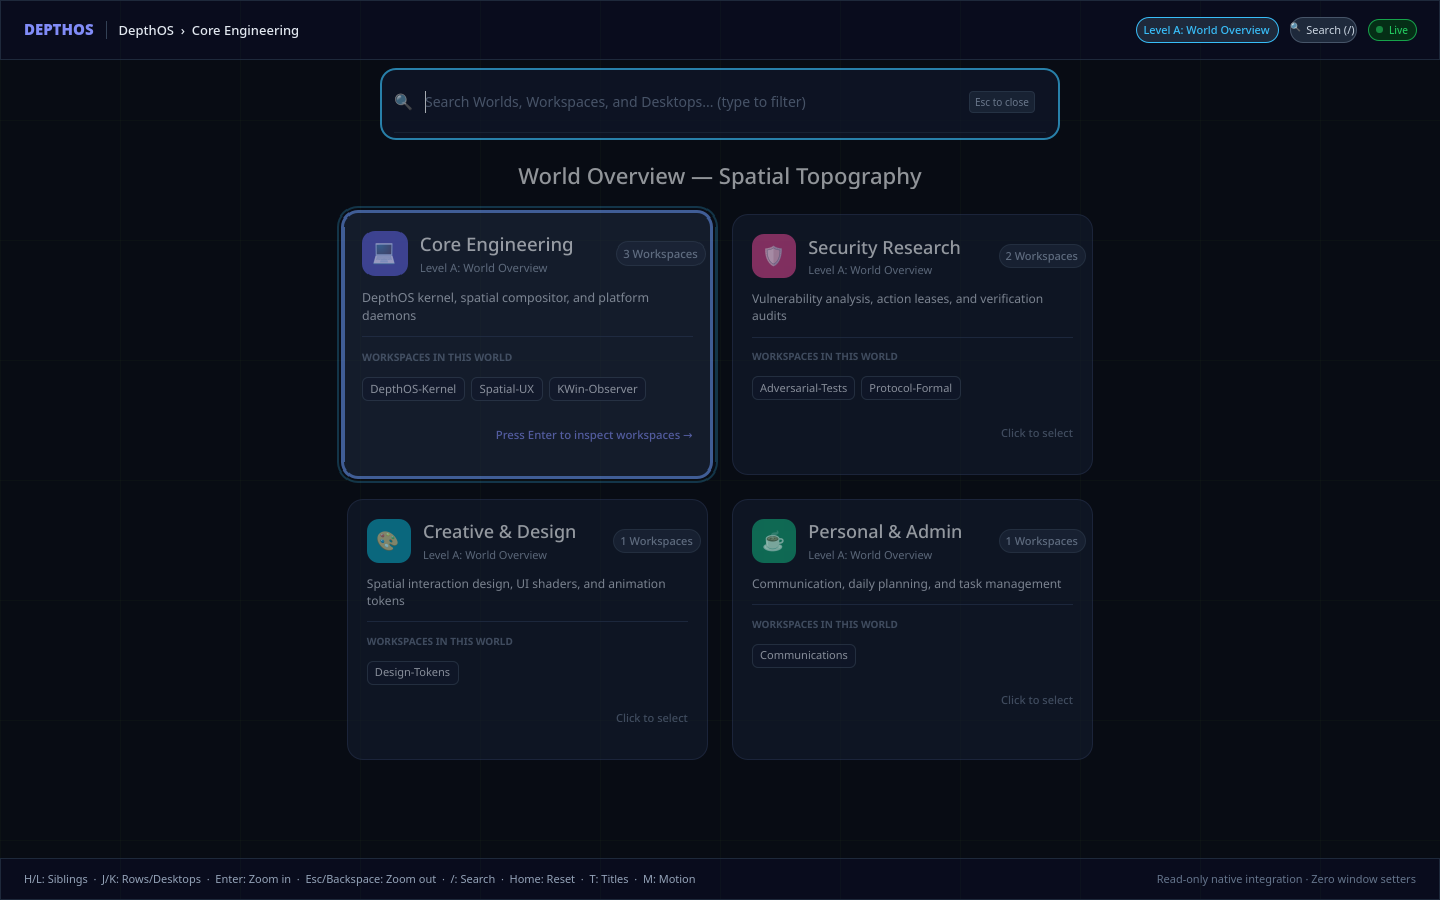 DEPTHOS
DepthOS › Core Engineering
Level A: World Overview
Search (/)
Live
Search Worlds, Workspaces, and Desktops... (type to filter)
Esc to close
World Overview — Spatial Topography
Core Engineering
Level A: World Overview
3 Workspaces
DepthOS kernel, spatial compositor, and platform
daemons
WORKSPACES IN THIS WORLD
DepthOS-Kernel
Spatial-UX
KWin-Observer
Press Enter to inspect workspaces →
Security Research
Level A: World Overview
2 Workspaces
Vulnerability analysis, action leases, and verification
audits
WORKSPACES IN THIS WORLD
Adversarial-Tests
Protocol-Formal
Click to select
Creative & Design
Level A: World Overview
1 Workspaces
Spatial interaction design, UI shaders, and animation
tokens
WORKSPACES IN THIS WORLD
Design-Tokens
Click to select
Personal & Admin
Level A: World Overview
1 Workspaces
Communication, daily planning, and task management
WORKSPACES IN THIS WORLD
Communications
Click to select
H/L: Siblings · J/K: Rows/Desktops · Enter: Zoom in · Esc/Backspace: Zoom out · /: Search · Home: Reset · T: Titles · M: Motion
Read-only native integration · Zero window setters